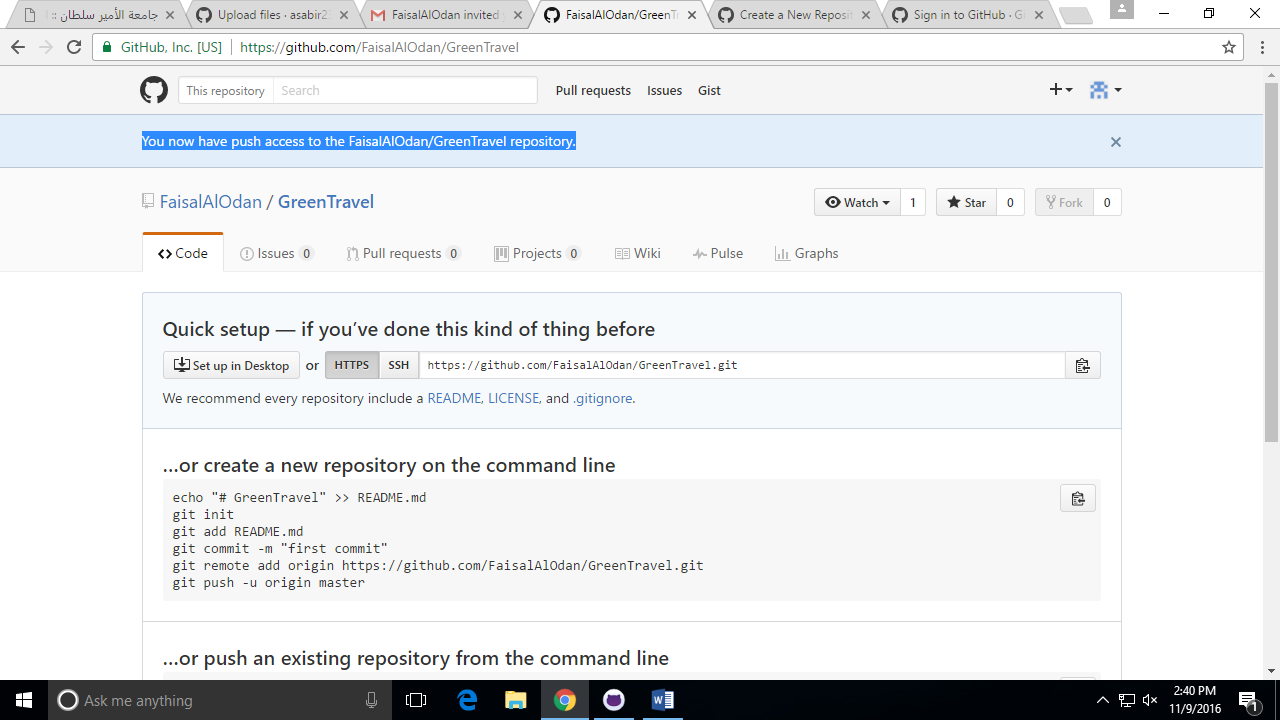 جامعة الأمير سلطان ::
Upload files · asabir2
FaisalAlOdan invited
FaisalAlOdan/GreenTr
Create a New Reposit
Sign in to GitHub · G
GitHub, Inc. [US]
https://github.com/FaisalAlOdan/GreenTravel
This repository
Search
Pull requests
Issues
Gist
You now have push access to the FaisalAlOdan/GreenTravel repository.
FaisalAlOdan / GreenTravel
Watch
1
Star
0
Fork
0
Code
Issues 0
Pull requests 0
Projects 0
Wiki
Pulse
Graphs
Quick setup — if you’ve done this kind of thing before
Set up in Desktop
or
HTTPS
SSH
https://github.com/FaisalAlOdan/GreenTravel.git
We recommend every repository include a README, LICENSE, and .gitignore.
…or create a new repository on the command line
echo "# GreenTravel" >> README.md
git init
git add README.md
git commit -m "first commit"
git remote add origin https://github.com/FaisalAlOdan/GreenTravel.git
git push -u origin master
…or push an existing repository from the command line
Ask me anything
2:40 PM
11/9/2016
1